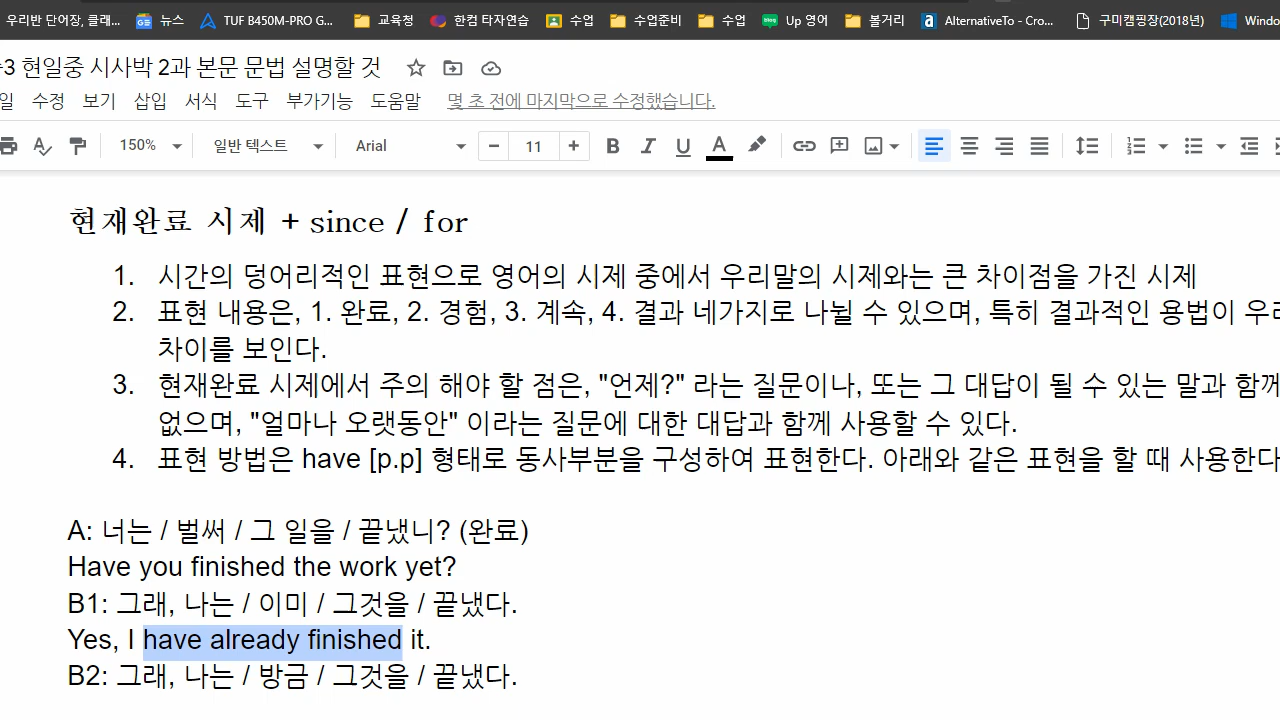 우리반 단어장, 클래... 뉴스 TUF B450M-PRO G... 교육청 한컴 타자연습 수업 수업준비 수업 Up 영어 볼거리 AlternativeTo - Cro... 구미캠핑장(2018년) Windo
3 현일중 시사박 2과 본문 문법 설명할 것
일 수정 보기 삽입 서식 도구 부가기능 도움말 몇 초 전에 마지막으로 수정했습니다.
150% 일반 텍스트 Arial − 11 + B I U A
현재완료 시제 + since / for
1. 시간의 덩어리적인 표현으로 영어의 시제 중에서 우리말의 시제와는 큰 차이점을 가진 시제
2. 표현 내용은, 1. 완료, 2. 경험, 3. 계속, 4. 결과 네가지로 나뉠 수 있으며, 특히 결과적인 용법이 우리
차이를 보인다.
3. 현재완료 시제에서 주의 해야 할 점은, "언제?" 라는 질문이나, 또는 그 대답이 될 수 있는 말과 함께
없으며, "얼마나 오랫동안" 이라는 질문에 대한 대답과 함께 사용할 수 있다.
4. 표현 방법은 have [p.p] 형태로 동사부분을 구성하여 표현한다. 아래와 같은 표현을 할 때 사용한다
A: 너는 / 벌써 / 그 일을 / 끝냈니? (완료)
Have you finished the work yet?
B1: 그래, 나는 / 이미 / 그것을 / 끝냈다.
Yes, I have already finished it.
B2: 그래, 나는 / 방금 / 그것을 / 끝냈다.